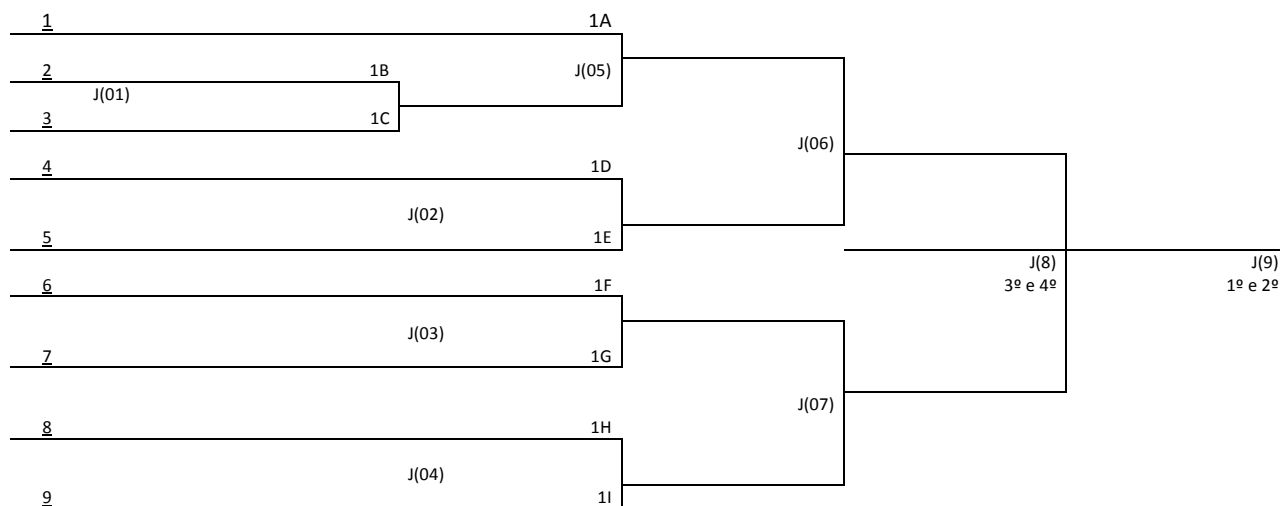 1 1A
2 1B J(05)
J(01)
3 1C
J(06)
4 1D
J(02)
5 1E
J(8) J(9)
3º e 4º 1º e 2º
6 1F
J(03)
7 1G
J(07)
8 1H
J(04)
9 1I